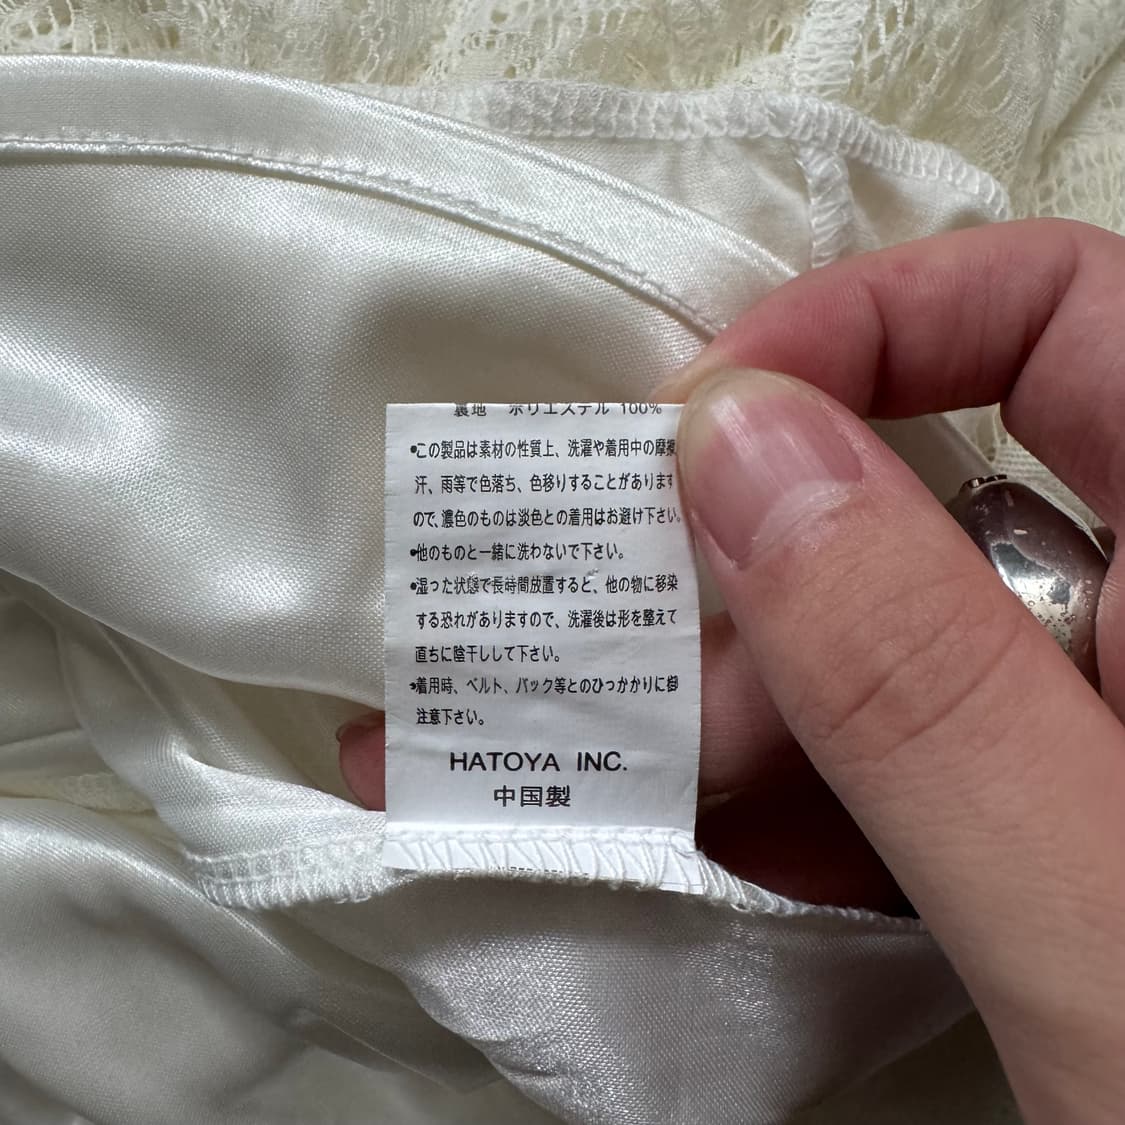 裏地 ポリエステル 100%
•この製品は素材の性質上、洗濯や着用中の摩擦
汗、雨等で色落ち、色移りすることがあります
ので、濃色のものは淡色との着用はお避け下さい。
•他のものと一緒に洗わないで下さい。
•湿った状態で長時間放置すると、他の物に移染
する恐れがありますので、洗濯後は形を整えて
直ちに陰干しして下さい。
•着用時、ベルト、バック等とのひっかかりに御
注意下さい。
HATOYA INC.
中国製